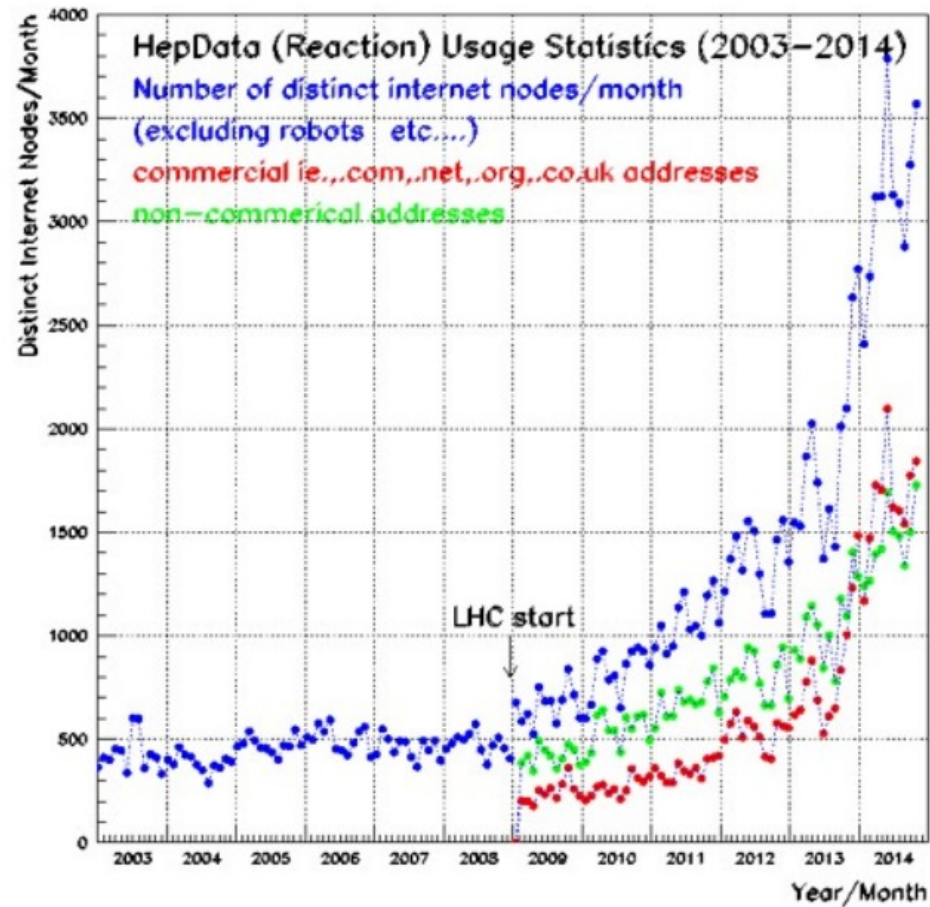 HepData (Reaction) Usage Statistics (2003-2014)
Number of distinct internet nodes/month
(excluding robots etc....)
commercial ie.,.com,.net,.org,.co.uk addresses
non-commerical addresses
Distinct Internet Nodes/Month
4000
3500
3000
2500
2000
1500
1000
500
0
LHC start
2003 2004 2005 2006 2007 2008 2009 2010 2011 2012 2013 2014
Year/Month